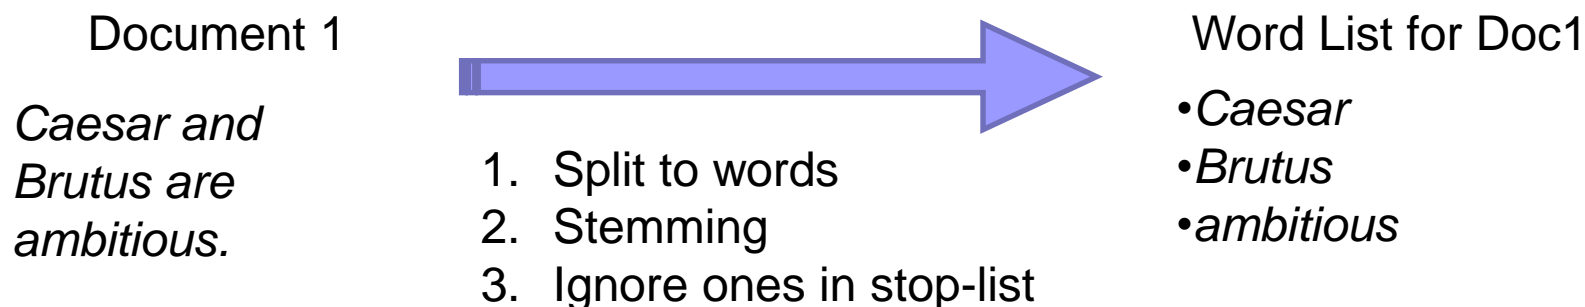 Document 1
Caesar and
Brutus are
ambitious.
1. Split to words
2. Stemming
3. Ignore ones in stop-list
Word List for Doc1
•Caesar
•Brutus
•ambitious